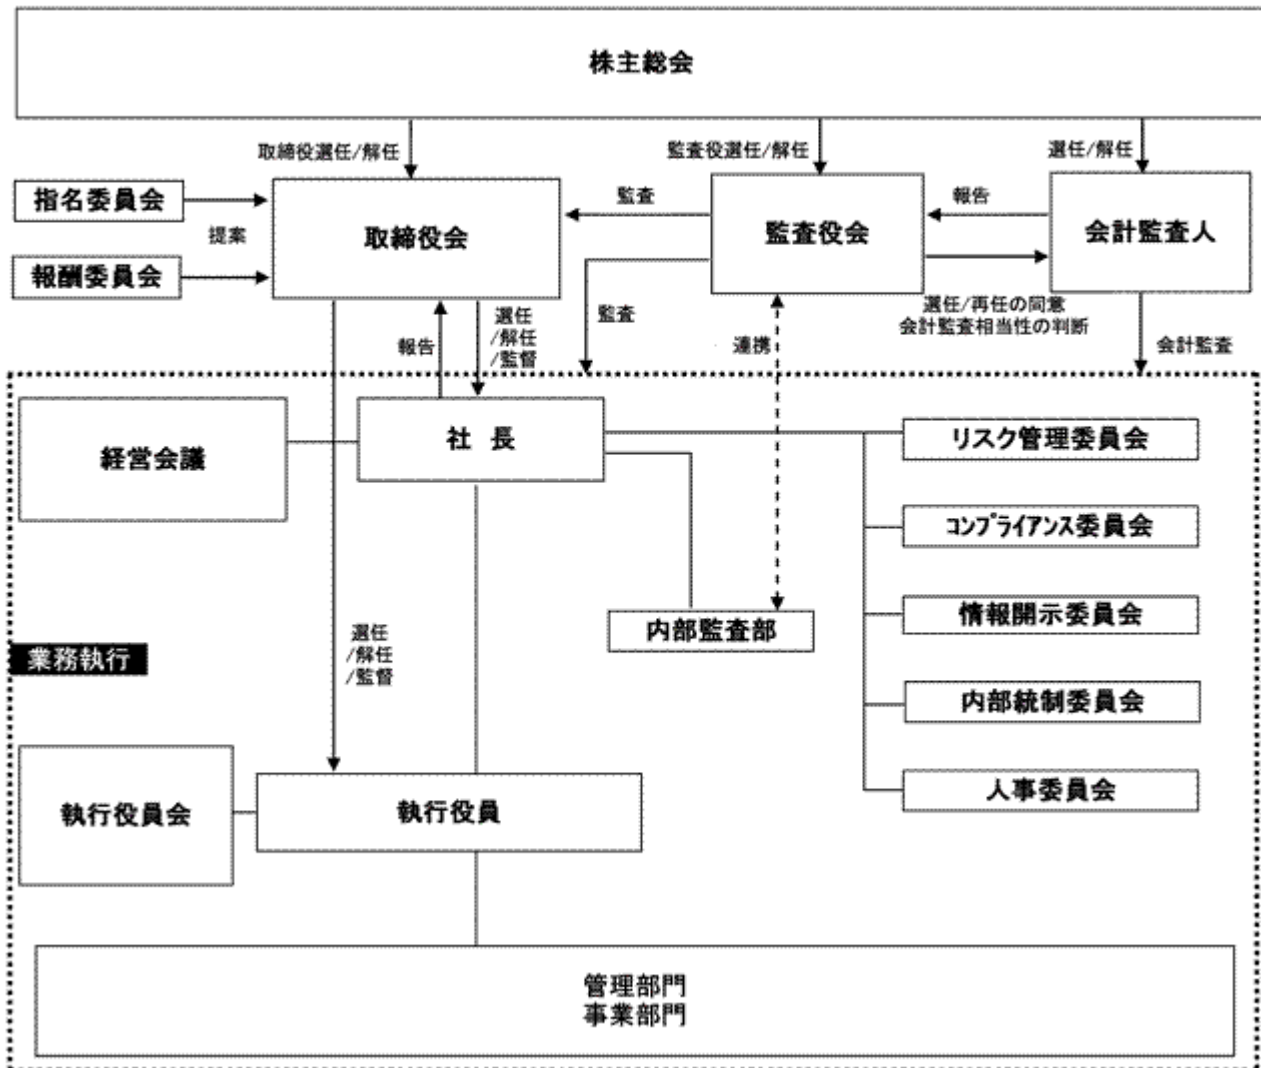 株主総会
取締役選任/解任
監査役選任/解任
選任/解任
指名委員会
提案
報酬委員会
取締役会
監査
監査役会
報告
会計監査人
選任/再任の同意
会計監査相当性の判断
報告
選任
/解任
/監督
監査
連携
会計監査
経営会議
社 長
リスク管理委員会
コンプライアンス委員会
情報開示委員会
内部統制委員会
人事委員会
内部監査部
業務執行
選任
/解任
/監督
執行役員会
執行役員
管理部門
事業部門